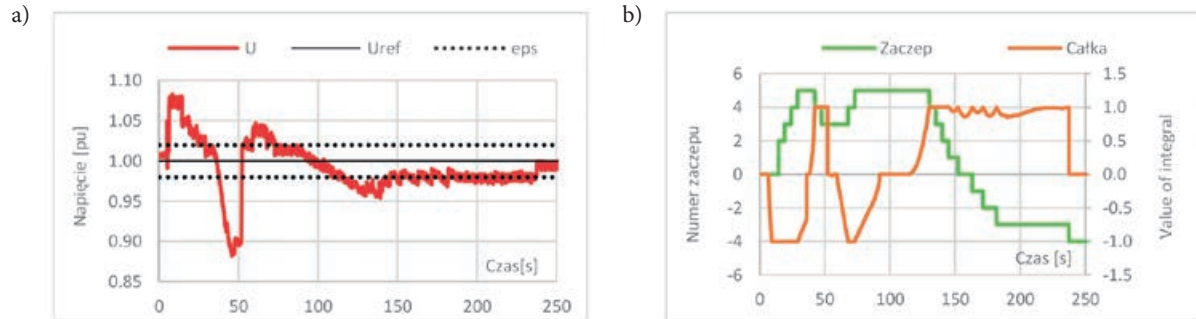 a)
U Uref eps
Napięcie [pu]
1.10
1.05
1.00
0.95
0.90
0.85
Czas[s]
0 50 100 150 200 250
b)
Zaczep Całka
Numer zaczepu
6
4
2
0
-2
-4
-6
1.5
1.0
0.5
0.0
-0.5
-1.0
-1.5
Value of integral
Czas [s]
0 50 100 150 200 250